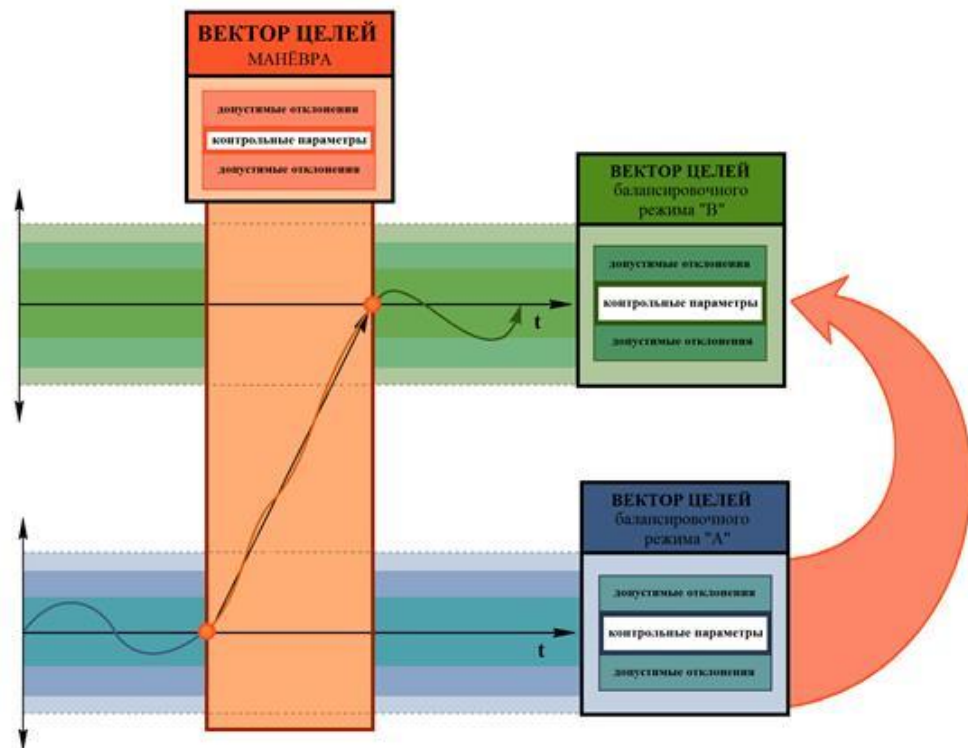 ВЕКТОР ЦЕЛЕЙ
МАНЁВРА
допустимые отклонения
контрольные параметры
допустимые отклонения
ВЕКТОР ЦЕЛЕЙ
балансировочного
режима "В"
допустимые отклонения
контрольные параметры
допустимые отклонения
t
ВЕКТОР ЦЕЛЕЙ
балансировочного
режима "А"
допустимые отклонения
контрольные параметры
допустимые отклонения
t